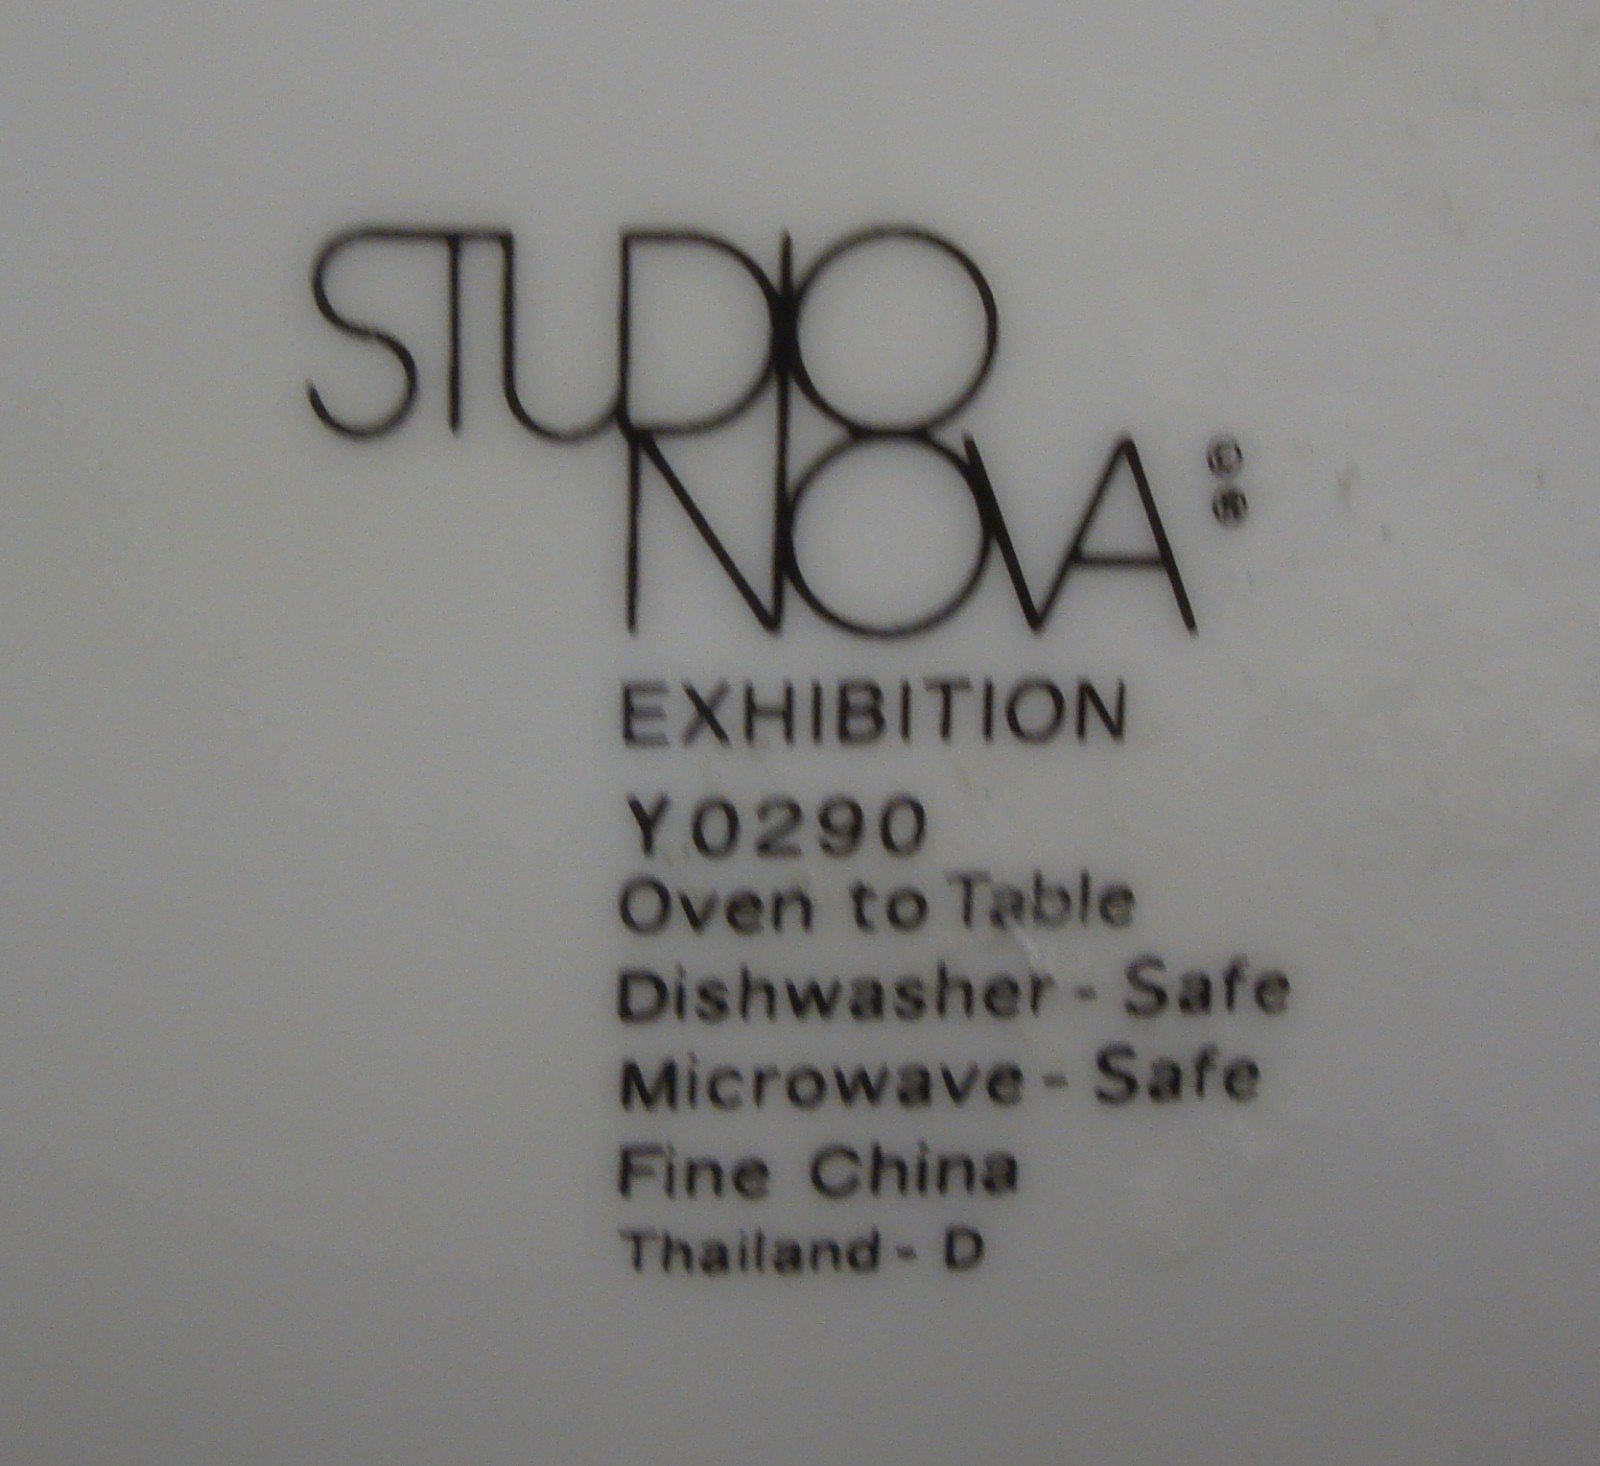 STUDIO
NOVA ©
®
EXHIBITION
Y0290
Oven to Table
Dishwasher - Safe
Microwave - Safe
Fine China
Thailand - D